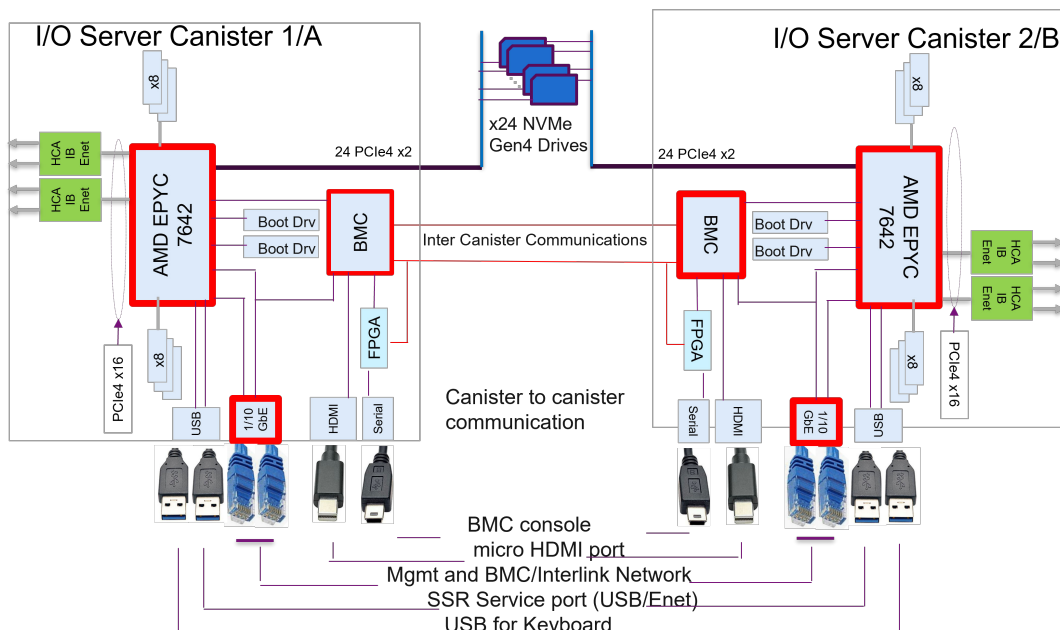 I/O Server Canister 1/A
I/O Server Canister 2/B
x8
x8
x24 NVMe
Gen4 Drives
24 PCIe4 x2
24 PCIe4 x2
HCA
IB
Enet
HCA
IB
Enet
AMD EPYC
7642
Boot Drv
Boot Drv
BMC
Inter Canister Communications
BMC
Boot Drv
Boot Drv
AMD EPYC
7642
HCA
IB
Enet
HCA
IB
Enet
FPGA
FPGA
x8
x8
PCIe4 x16
PCIe4 x16
Canister to canister
communication
USB
1/10
GbE
HDMI
Serial
Serial
HDMI
1/10
GbE
USB
BMC console
micro HDMI port
Mgmt and BMC/Interlink Network
SSR Service port (USB/Enet)
USB for Keyboard